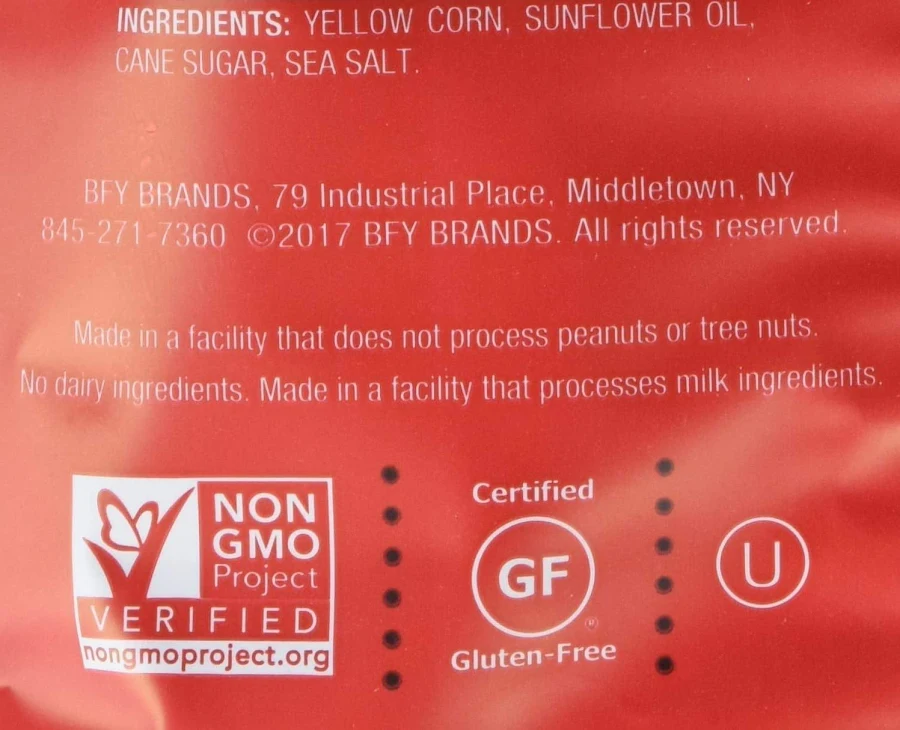 INGREDIENTS: YELLOW CORN, SUNFLOWER OIL,
CANE SUGAR, SEA SALT.
BFY BRANDS, 79 Industrial Place, Middletown, NY
845-271-7360 ©2017 BFY BRANDS. All rights reserved.
Made in a facility that does not process peanuts or tree nuts.
No dairy ingredients. Made in a facility that processes milk ingredients.
NON
GMO
Project
VERIFIED
nongmoproject.org
Certified
GF
®
Gluten-Free
U